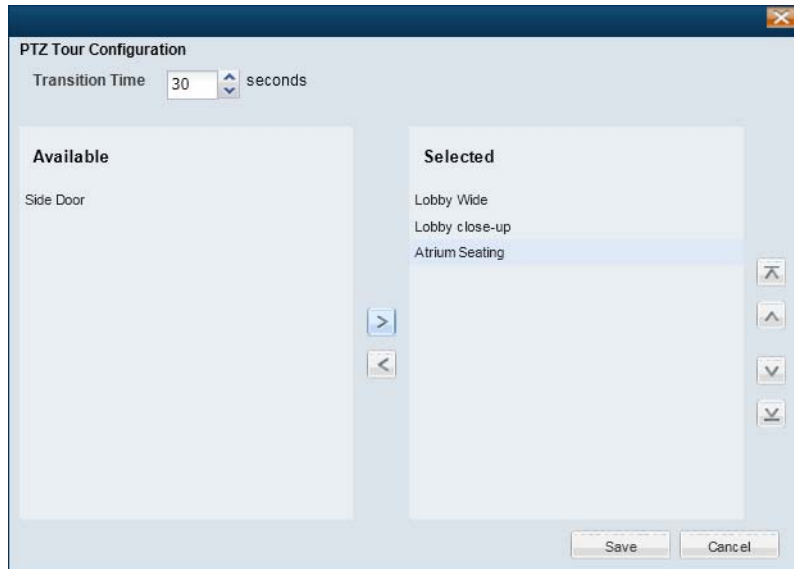 PTZ Tour Configuration
Transition Time 30 seconds
Available
Side Door
Selected
Lobby Wide
Lobby close-up
Atrium Seating
Save Cancel